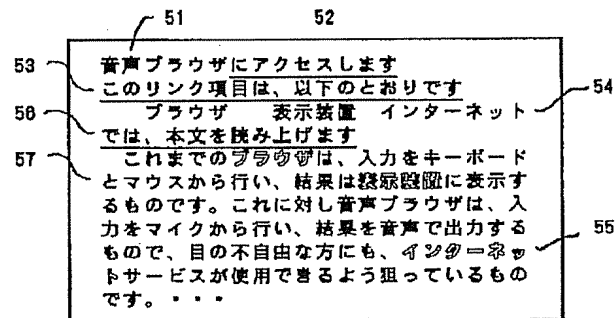 51 52
音声ブラウザにアクセスします
53 このリンク項目は、以下のとおりです
ブラウザ 表示装置 インターネット 54
56 では、本文を読み上げます
57 これまでのブラウザは、入力をキーボード
とマウスから行い、結果は表示装置に表示す
るものです。これに対し音声ブラウザは、入
力をマイクから行い、結果を音声で出力する
もので、目の不自由な方にも、インターネッ 55
トサービスが使用できるよう狙っているもの
です。・・・